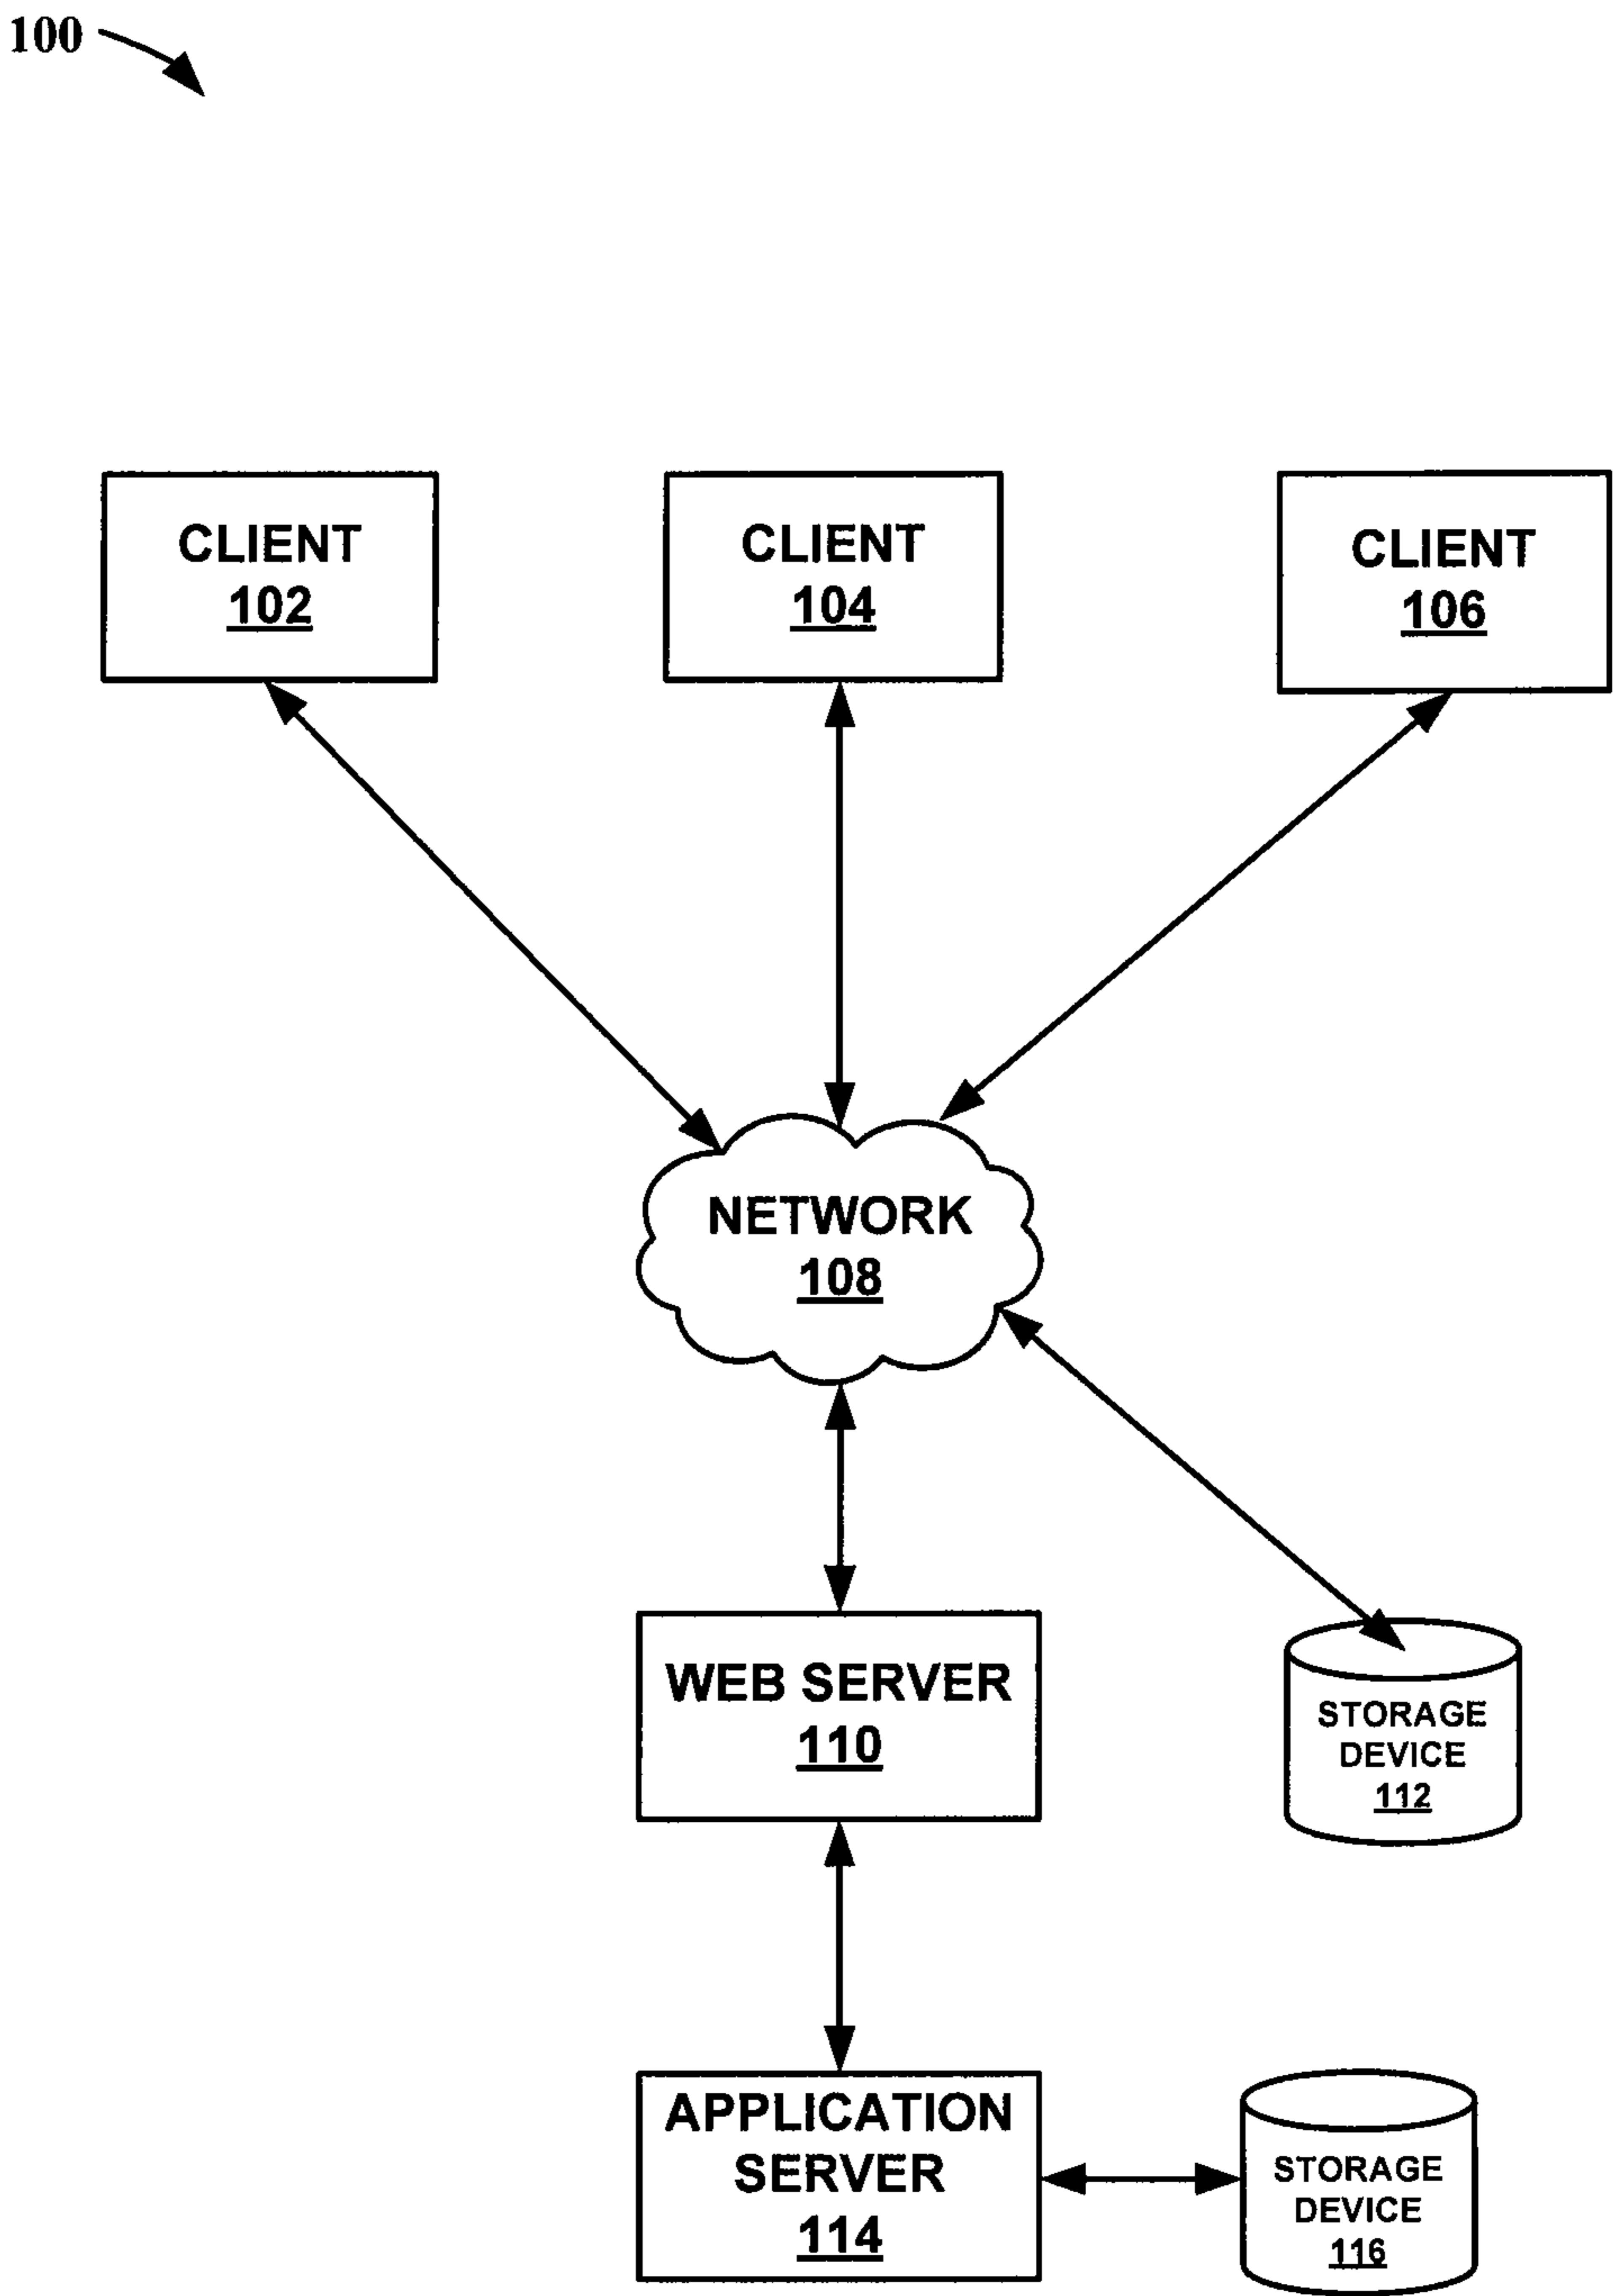 100
CLIENT
102
CLIENT
104
CLIENT
106
NETWORK
108
WEB SERVER
110
STORAGE
DEVICE
112
APPLICATION
SERVER
114
STORAGE
DEVICE
116